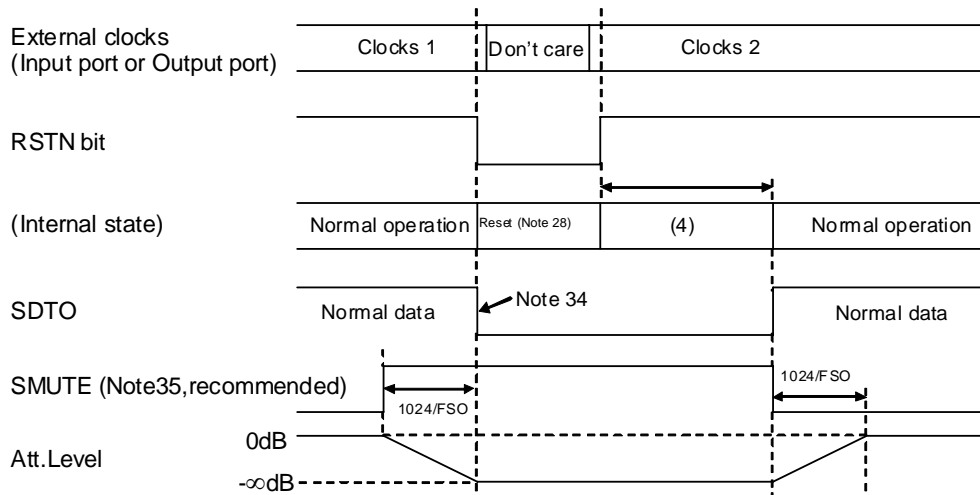 External clocks
(Input port or Output port)
Clocks 1
Don't care
Clocks 2
RSTN bit
(Internal state)
Normal operation
Reset (Note 28)
(4)
Normal operation
SDTO
Normal data
Note 34
Normal data
SMUTE (Note35,recommended)
1024/FSO
1024/FSO
Att.Level
0dB
-∞dB